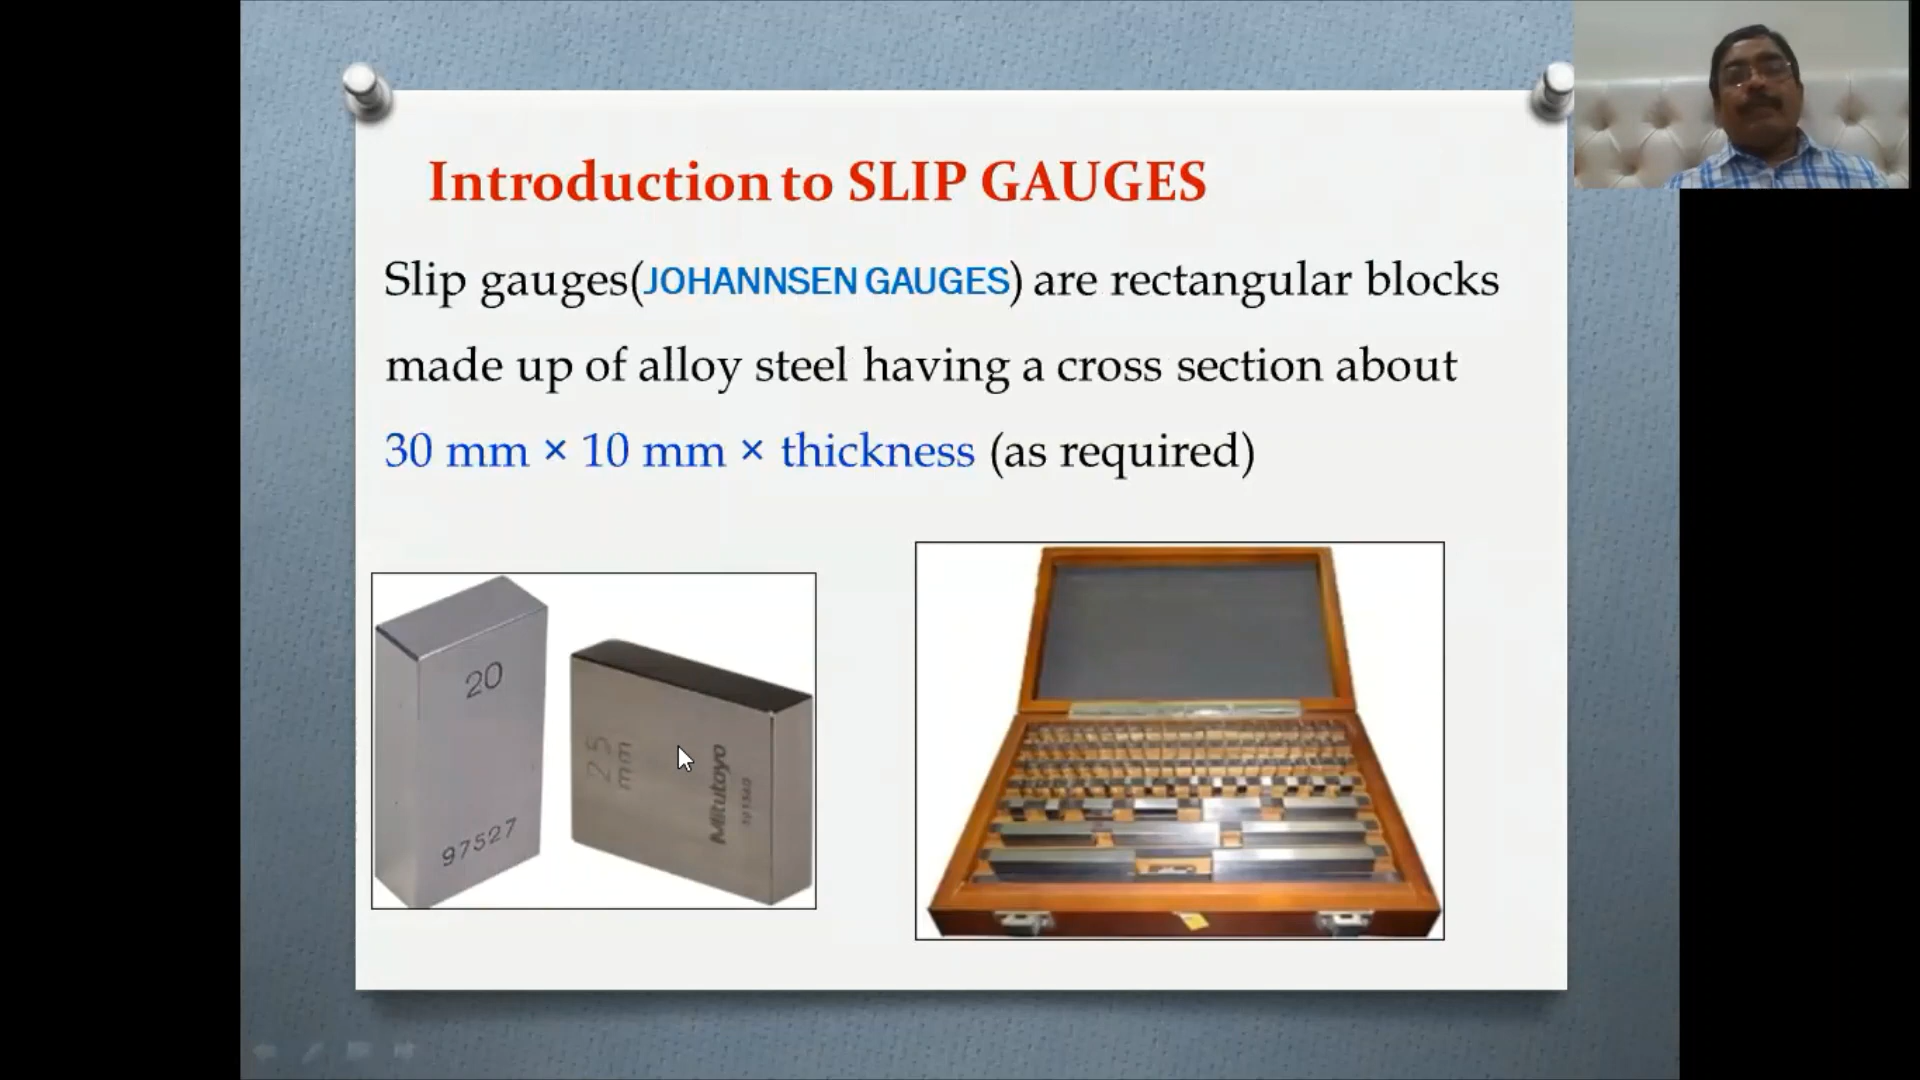 Introduction to SLIP GAUGES
Slip gauges(JOHANNSEN GAUGES) are rectangular blocks
made up of alloy steel having a cross section about
30 mm × 10 mm × thickness (as required)
20
97527
25
mm
Mitutoyo